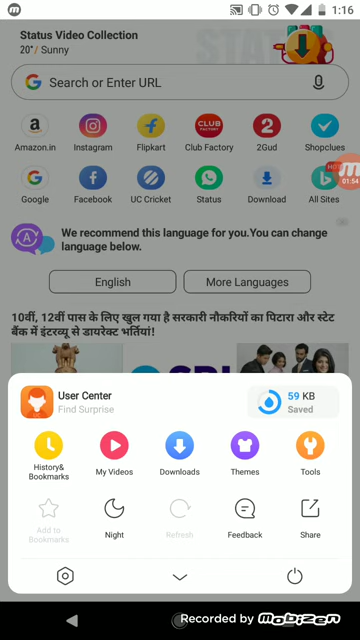 1:16
Status Video Collection
20°/ Sunny
Search or Enter URL
Amazon.in
Instagram
Flipkart
Club Factory
2Gud
Shopclues
Google
Facebook
UC Cricket
Status
Download
All Sites
01:54
We recommend this language for you.You can change
language below.
English
More Languages
10वीं, 12वीं पास के लिए खुल गया है सरकारी नौकरियों का पिटारा और स्टेट
बैंक में इंटरव्यू से डायरेक्ट भर्तियां!
User Center
Find Surprise
59 KB
Saved
History&
Bookmarks
My Videos
Downloads
Themes
Tools
Add to
Bookmarks
Night
Refresh
Feedback
Share
Recorded by MOBIZEN